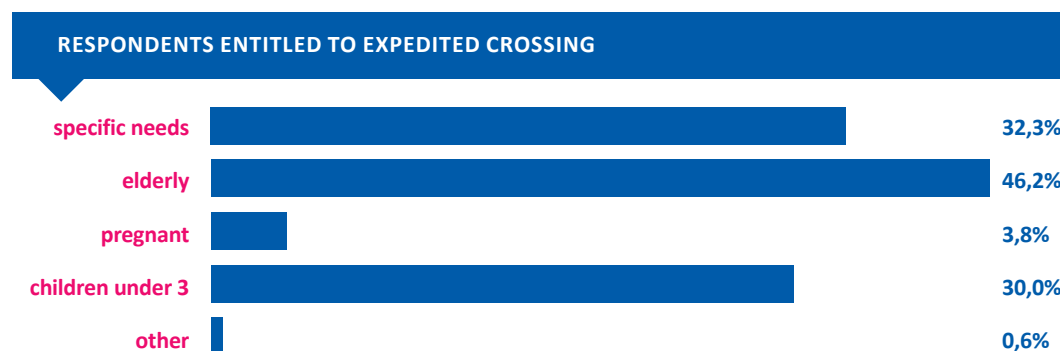 RESPONDENTS ENTITLED TO EXPEDITED CROSSING
specific needs 32,3%
elderly 46,2%
pregnant 3,8%
children under 3 30,0%
other 0,6%